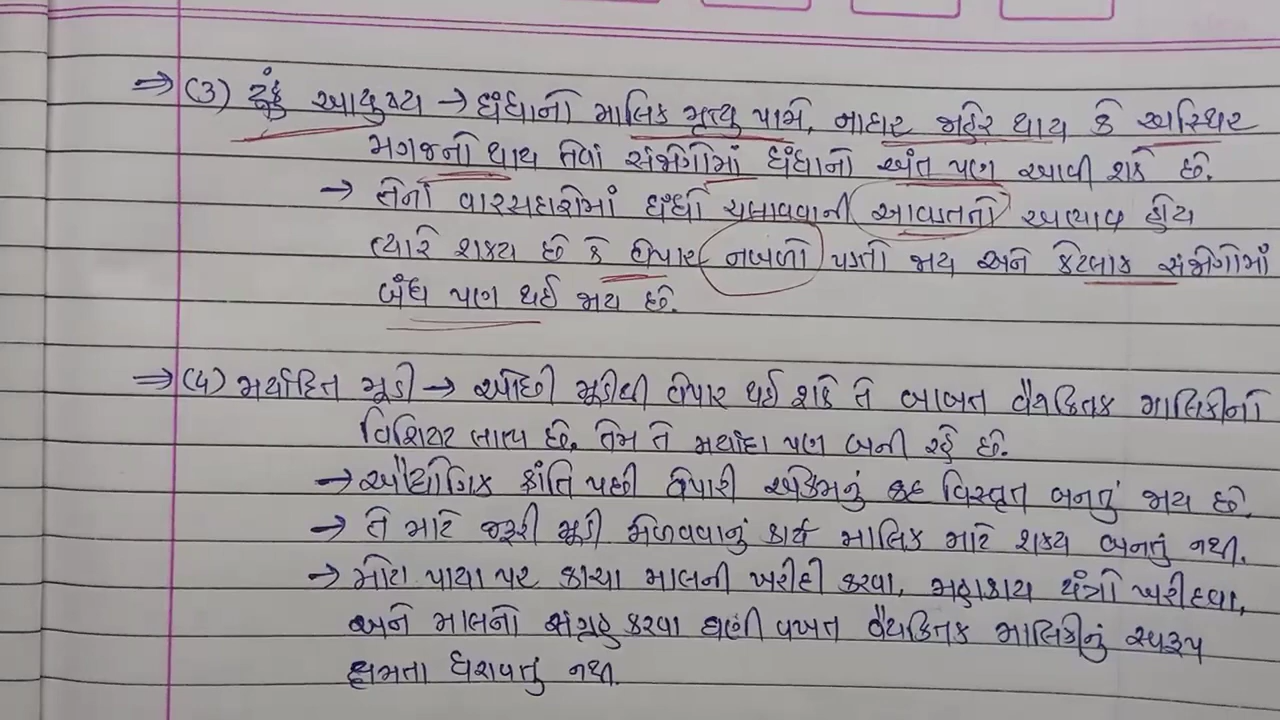 ⇒ (3) ટૂંકુ આયુષ્ય → ધંધાનો માલિક મૃત્યુ પામે, નાદાર જાહેર થાય કે અસ્થિર
મગજનો થાય તેવા સંજોગોમાં ધંધાનો અંત પણ આવી શકે છે.
→ તેના વારસદારોમાં ધંધો ચલાવવાની આવડતનો અભાવ હોય
ત્યારે શક્ય છે કે વેપાર નબળો પડતો જાય અને કેટલાક સંજોગોમાં
બંધ પણ થઈ જાય છે.
⇒ (4) મર્યાદિત મૂડી → ઓછી મૂડીથી વેપાર થઈ શકે તે બાબત વૈયક્તિક માલિકીનો
વિશિષ્ટ લાભ છે, તેમ તે મર્યાદા પણ બની રહે છે.
→ ઔદ્યોગિક ક્રાંતિ પછી વેપારી એકમનું કદ વિસ્તૃત બનતું જાય છે.
→ તે માટે જરૂરી મૂડી મેળવવાનું કાર્ય માલિક માટે શક્ય બનતું નથી.
→ મોટા પાયા પર કાચા માલની ખરીદી કરવા, મહાકાય યંત્રો ખરીદવા,
અને માલનો સંગ્રહ કરવા ઘણી વખત વૈયક્તિક માલિકીનું સ્વરૂપ
ક્ષમતા ધરાવતું નથી.